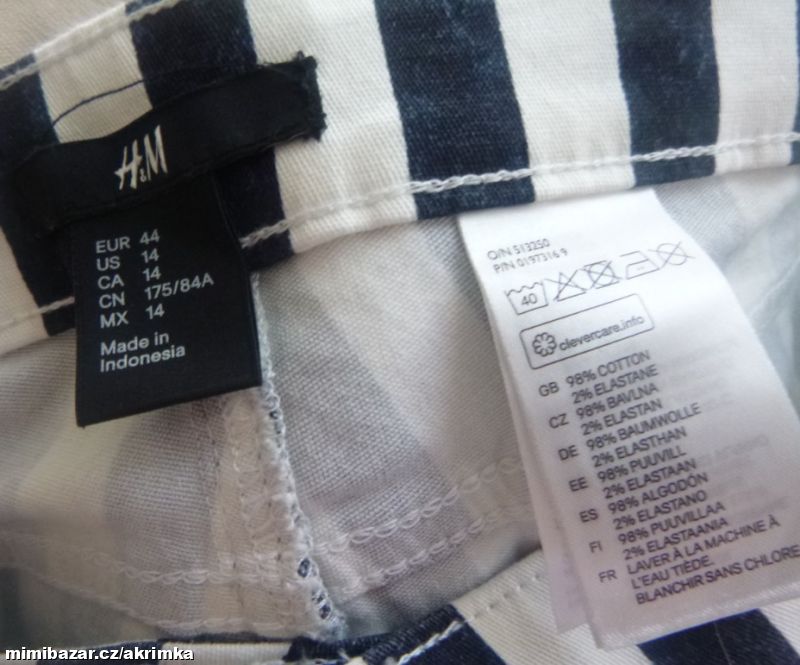 H&M
EUR 44
US 14
CA 14
CN 175/84A
MX 14
Made in
Indonesia
O/N 513250
P/N 0197316 9
40
clevercare.info
GB 98% COTTON
2% ELASTANE
CZ 98% BAVLNA
2% ELASTAN
DE 98% BAUMWOLLE
2% ELASTHAN
EE 98% PUUVILL
2% ELASTAAN
ES 98% ALGODÓN
2% ELASTANO
FI 98% PUUVILLAA
2% ELASTAANIA
FR LAVER À LA MACHINE À
L'EAU TIÈDE.
BLANCHIR SANS CHLORE
mimibazar.cz/akrimka